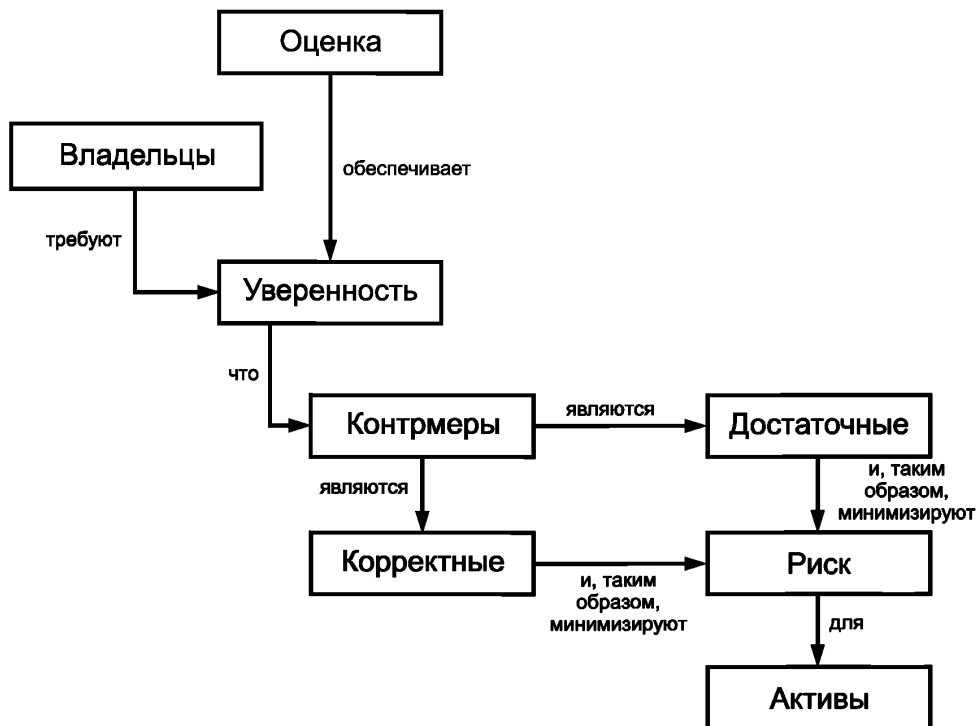 Оценка
Владельцы
обеспечивает
требуют
Уверенность
что
Контрмеры
являются
Достаточные
являются
и, таким
образом,
минимизируют
Корректные
и, таким
образом,
минимизируют
Риск
для
Активы